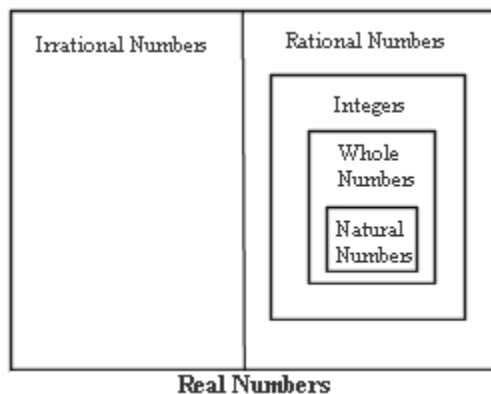 Irrational Numbers
Rational Numbers
Integers
Whole
Numbers
Natural
Numbers
Real Numbers